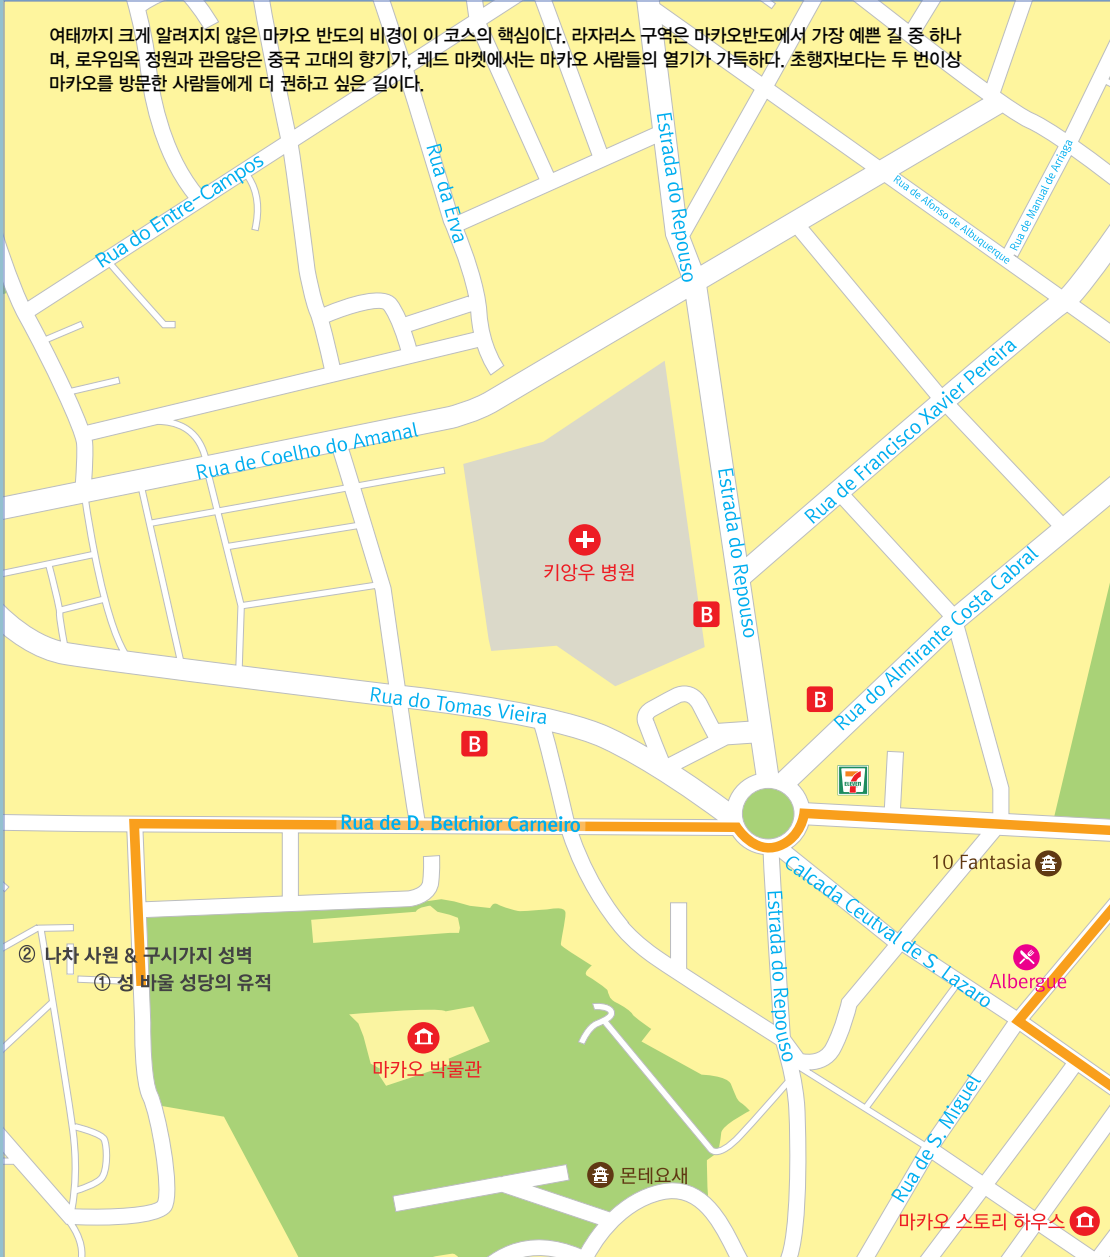 여태까지 크게 알려지지 않은 마카오 반도의 비경이 이 코스의 핵심이다. 라자러스 구역은 마카오반도에서 가장 예쁜 길 중 하나
며, 로우임옥 정원과 관음당은 중국 고대의 향기가, 레드 마켓에서는 마카오 사람들의 열기가 가득하다. 초행자보다는 두 번이상
마카오를 방문한 사람들에게 더 권하고 싶은 길이다.
Estrada do Repouso
Rua da Erva
Rua do Entre-Campos
Rua de Manual de Arriaga
Rua de Afonso de Albuquerque
Rua de Francisco Xavier Pereira
Rua de Coelho do Amanal
Estrada do Repouso
키앙우 병원
B
Rua do Almirante Costa Cabral
Rua do Tomas Vieira
B
B
7
ELEVEN
Rua de D. Belchior Carneiro
10 Fantasia
Calcada Ceutval de S. Lazaro
Estrada do Repouso
② 나차 사원 & 구시가지 성벽
① 성 바울 성당의 유적
Albergue
마카오 박물관
Rua de S. Miguel
몬테요새
마카오 스토리 하우스